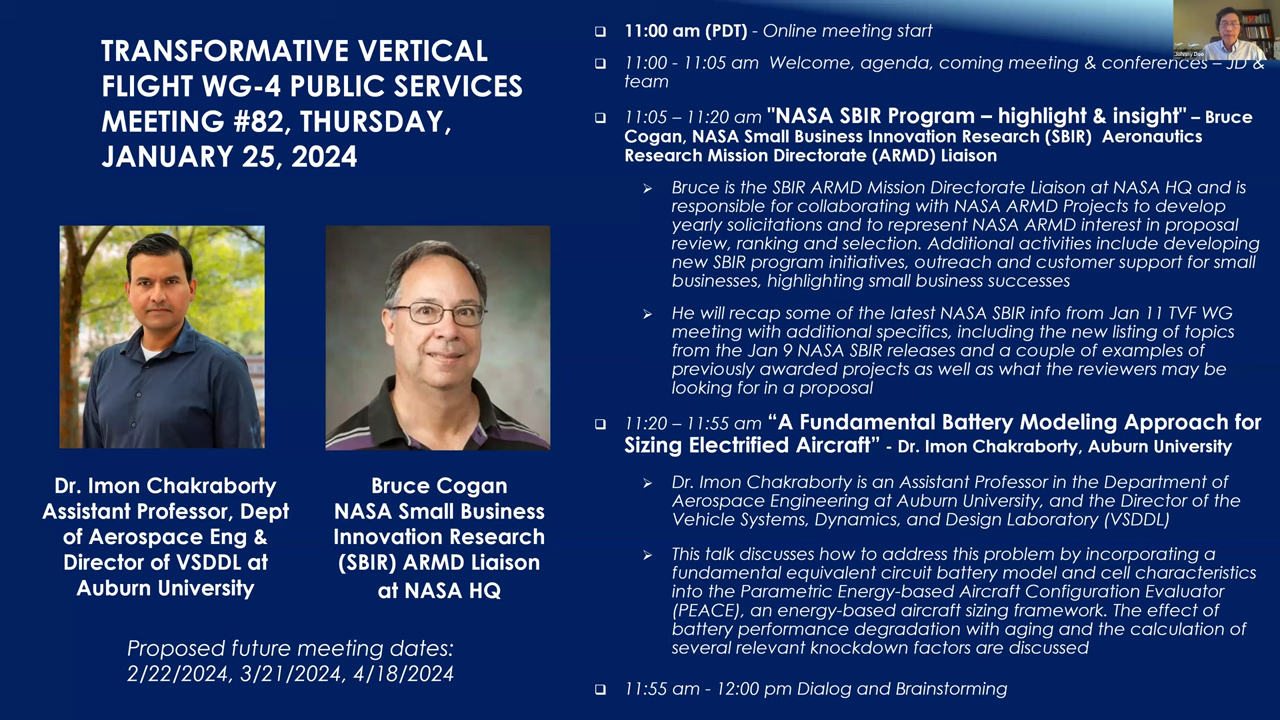 TRANSFORMATIVE VERTICAL
FLIGHT WG-4 PUBLIC SERVICES
MEETING #82, THURSDAY,
JANUARY 25, 2024
Dr. Imon Chakraborty
Assistant Professor, Dept
of Aerospace Eng &
Director of VSDDL at
Auburn University
Bruce Cogan
NASA Small Business
Innovation Research
(SBIR) ARMD Liaison
at NASA HQ
Proposed future meeting dates:
2/22/2024, 3/21/2024, 4/18/2024
11:00 am (PDT) - Online meeting start
11:00 - 11:05 am Welcome, agenda, coming meeting & conferences – JD &
team
11:05 – 11:20 am "NASA SBIR Program – highlight & insight" – Bruce
Cogan, NASA Small Business Innovation Research (SBIR) Aeronautics
Research Mission Directorate (ARMD) Liaison
Bruce is the SBIR ARMD Mission Directorate Liaison at NASA HQ and is
responsible for collaborating with NASA ARMD Projects to develop
yearly solicitations and to represent NASA ARMD interest in proposal
review, ranking and selection. Additional activities include developing
new SBIR program initiatives, outreach and customer support for small
businesses, highlighting small business successes
He will recap some of the latest NASA SBIR info from Jan 11 TVF WG
meeting with additional specifics, including the new listing of topics
from the Jan 9 NASA SBIR releases and a couple of examples of
previously awarded projects as well as what the reviewers may be
looking for in a proposal
11:20 – 11:55 am “A Fundamental Battery Modeling Approach for
Sizing Electrified Aircraft” - Dr. Imon Chakraborty, Auburn University
Dr. Imon Chakraborty is an Assistant Professor in the Department of
Aerospace Engineering at Auburn University, and the Director of the
Vehicle Systems, Dynamics, and Design Laboratory (VSDDL)
This talk discusses how to address this problem by incorporating a
fundamental equivalent circuit battery model and cell characteristics
into the Parametric Energy-based Aircraft Configuration Evaluator
(PEACE), an energy-based aircraft sizing framework. The effect of
battery performance degradation with aging and the calculation of
several relevant knockdown factors are discussed
11:55 am - 12:00 pm Dialog and Brainstorming
Johnny Doo